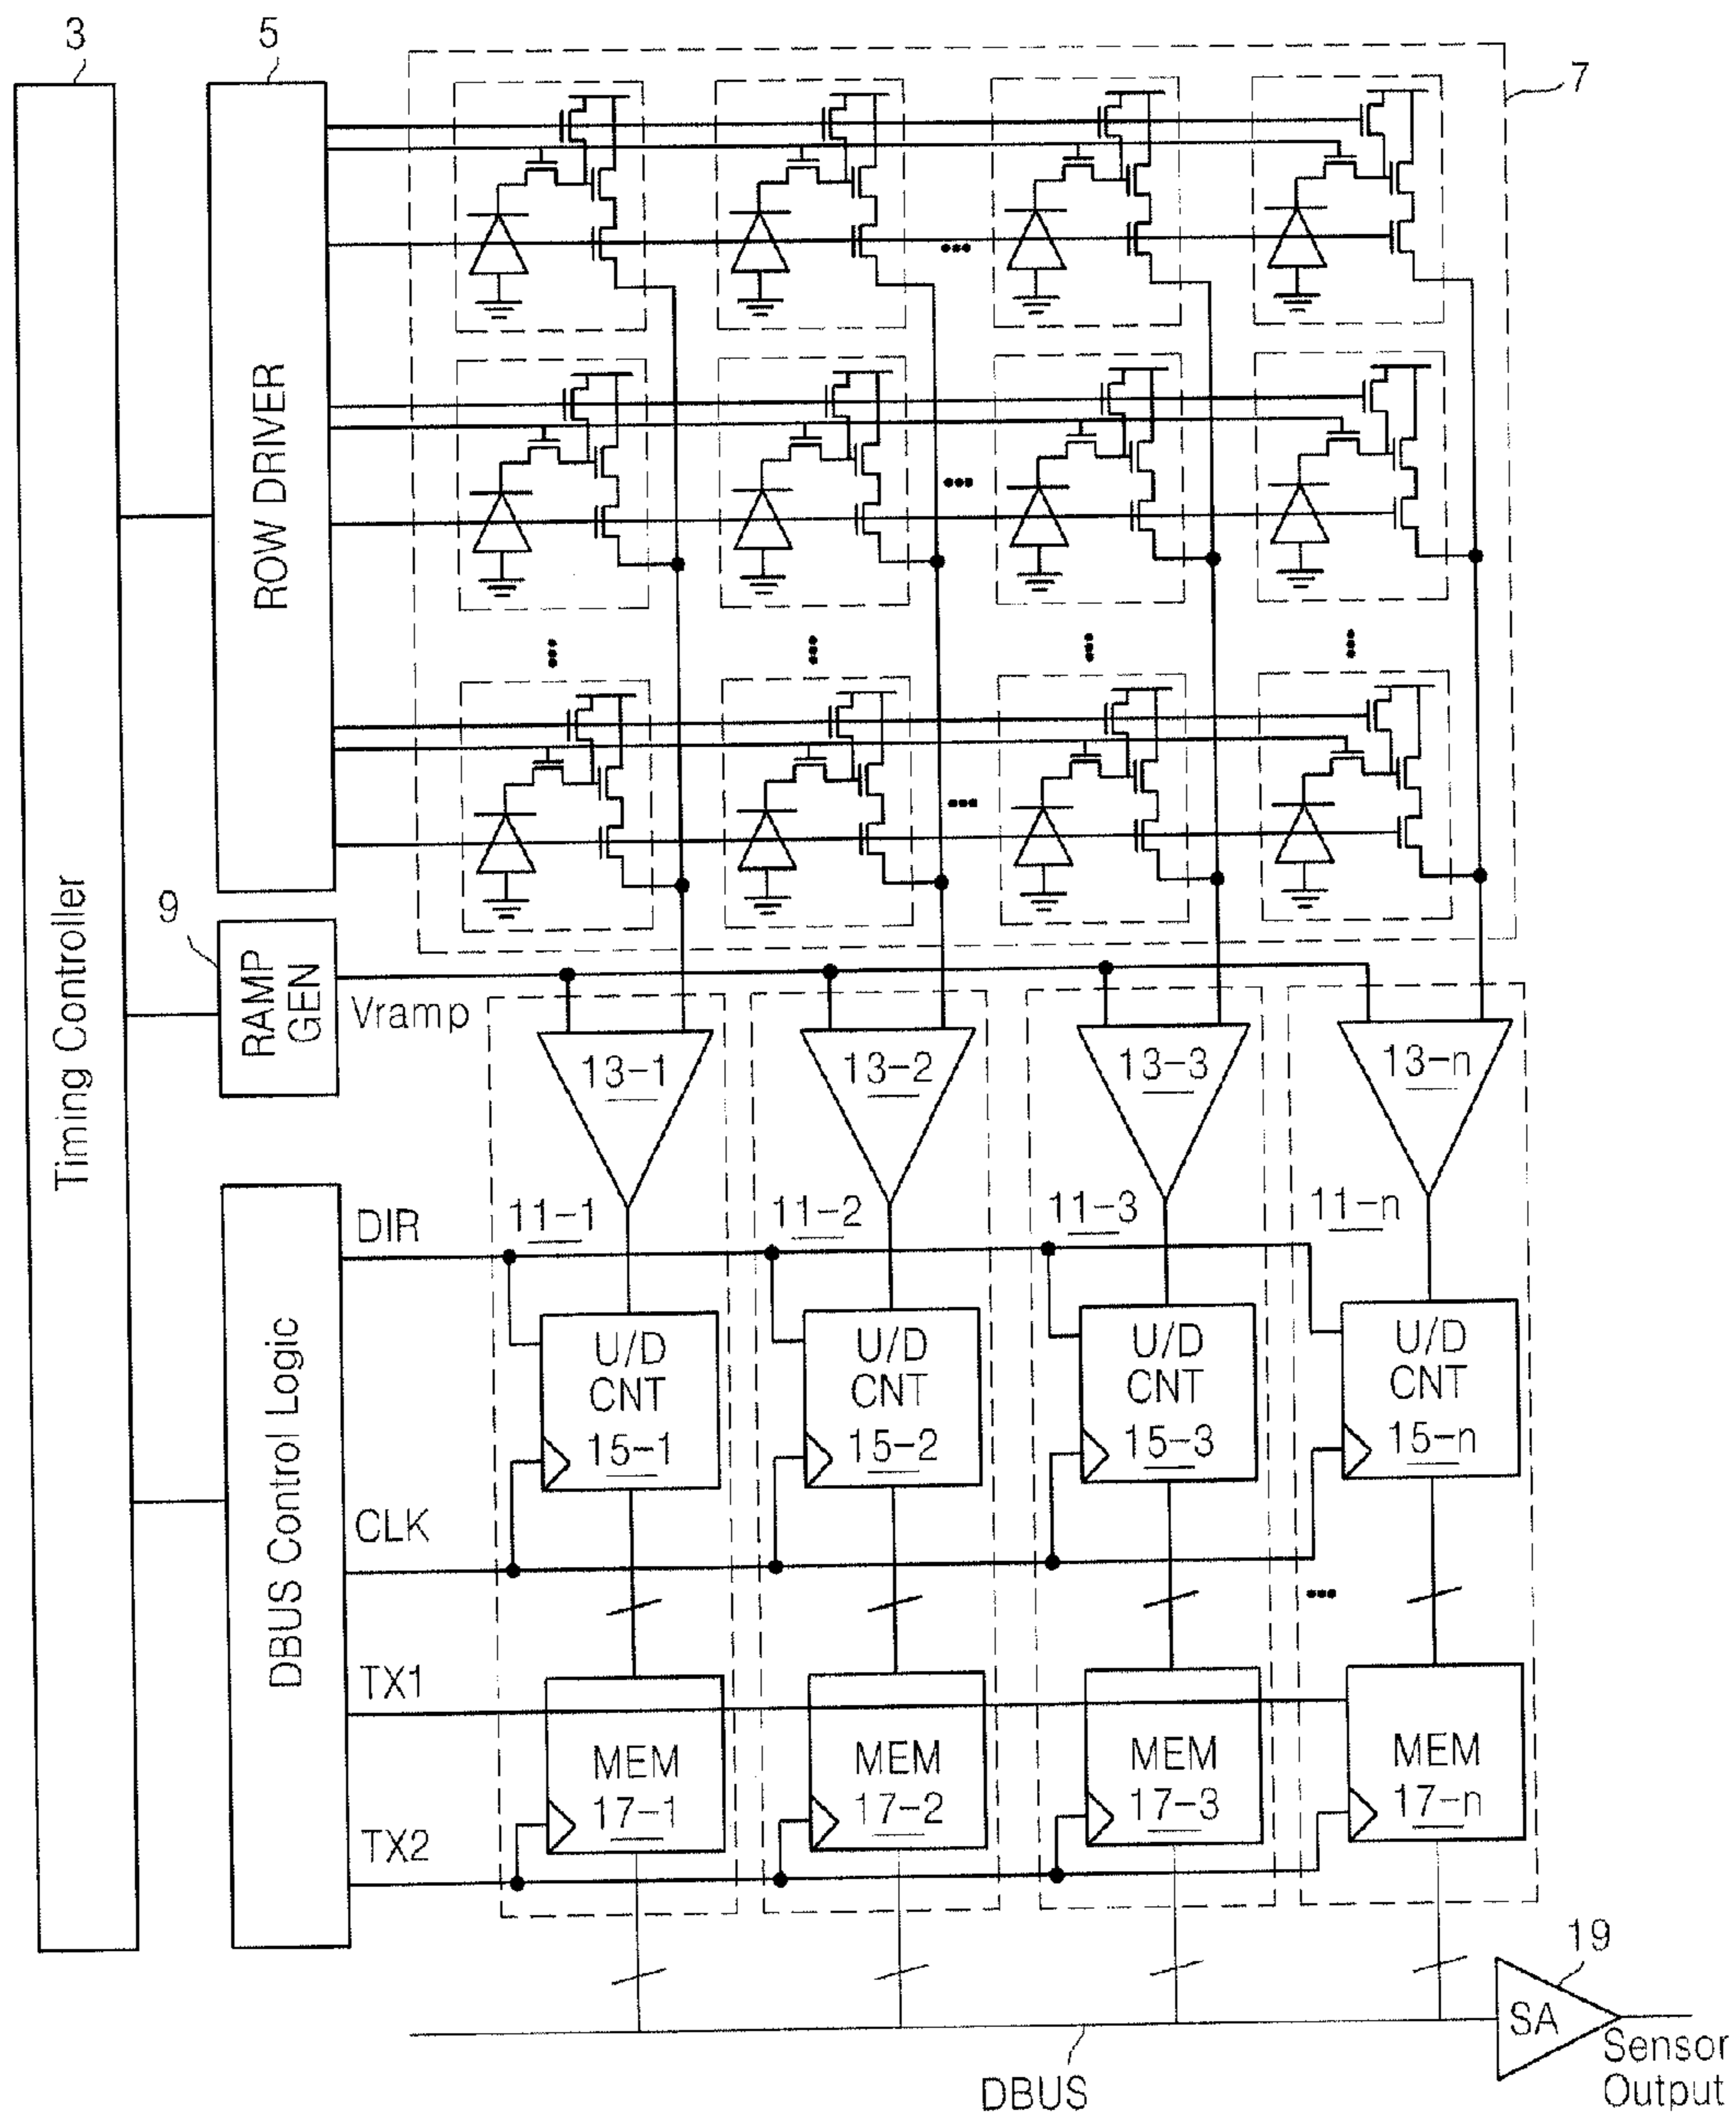 3
5
7
ROW DRIVER
Timing Controller
9
RAMP
GEN
Vramp
13-1
13-2
13-3
13-n
DIR
11-1
11-2
11-3
11-n
DBUS Control Logic
U/D
CNT
15-1
U/D
CNT
15-2
U/D
CNT
15-3
U/D
CNT
15-n
CLK
TX1
MEM
17-1
MEM
17-2
MEM
17-3
MEM
17-n
TX2
19
SA
Sensor
Output
DBUS